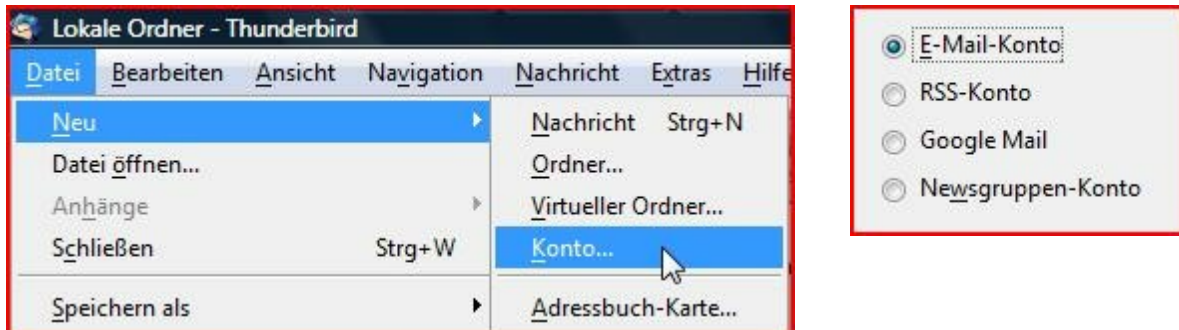 Lokale Ordner - Thunderbird
Datei Bearbeiten Ansicht Navigation Nachricht Extras Hilfe
Neu
Datei öffnen...
Anhänge
Schließen Strg+W
Speichern als
Nachricht Strg+N
Ordner...
Virtueller Ordner...
Konto...
Adressbuch-Karte...
E-Mail-Konto
RSS-Konto
Google Mail
Newsgruppen-Konto